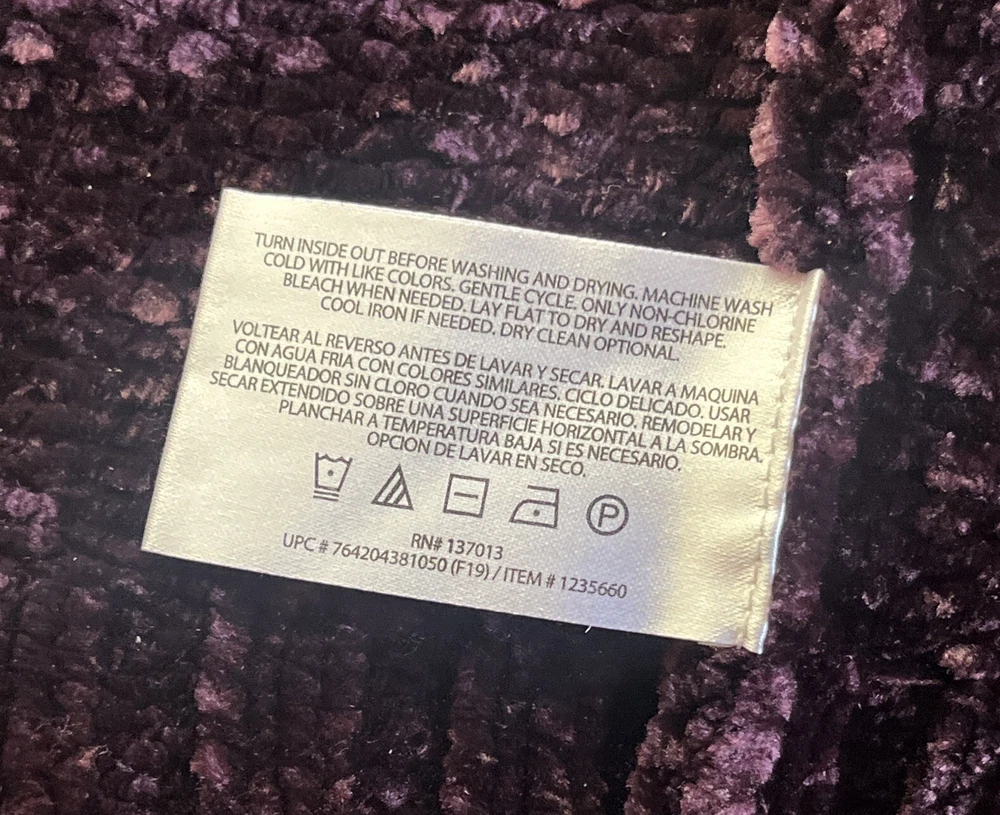 TURN INSIDE OUT BEFORE WASHING AND DRYING. MACHINE WASH
COLD WITH LIKE COLORS. GENTLE CYCLE. ONLY NON-CHLORINE
BLEACH WHEN NEEDED. LAY FLAT TO DRY AND RESHAPE.
COOL IRON IF NEEDED. DRY CLEAN OPTIONAL.
VOLTEAR AL REVERSO ANTES DE LAVAR Y SECAR. LAVAR A MAQUINA
CON AGUA FRIA CON COLORES SIMILARES. CICLO DELICADO. USAR
BLANQUEADOR SIN CLORO CUANDO SEA NECESARIO. REMODELAR Y
SECAR EXTENDIDO SOBRE UNA SUPERFICIE HORIZONTAL A LA SOMBRA.
PLANCHAR A TEMPERATURA BAJA SI ES NECESARIO.
OPCION DE LAVAR EN SECO.
P
RN# 137013
UPC # 764204381050 (F19) / ITEM # 1235660